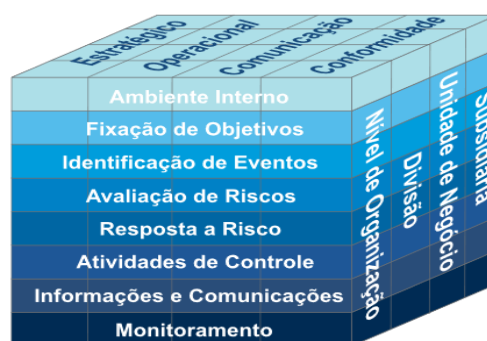 Estratégico
Operacional
Comunicação
Conformidade
Ambiente Interno
Fixação de Objetivos
Identificação de Eventos
Avaliação de Riscos
Resposta a Risco
Atividades de Controle
Informações e Comunicações
Monitoramento
Nível de Organização
Divisão
Unidade de Negócio
Subsidiária